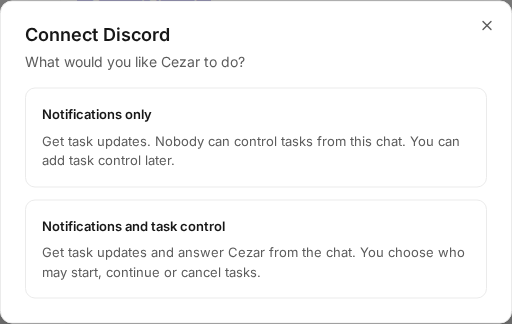 Connect Discord
What would you like Cezar to do?
Notifications only
Get task updates. Nobody can control tasks from this chat. You can
add task control later.
Notifications and task control
Get task updates and answer Cezar from the chat. You choose who
may start, continue or cancel tasks.